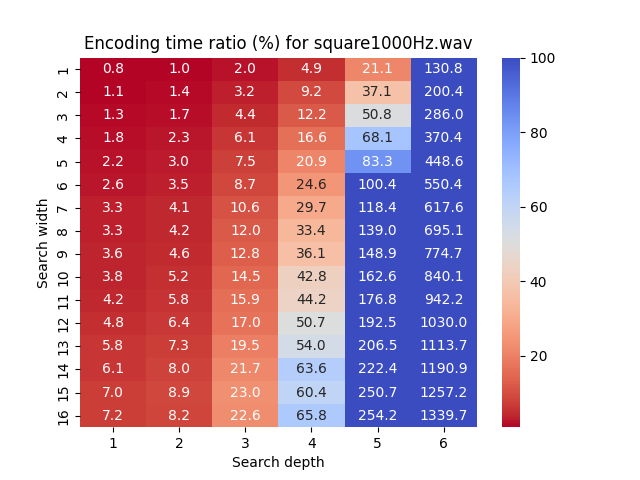 Encoding time ratio (%) for square1000Hz.wav
1 0.8 1.0 2.0 4.9 21.1 130.8
2 1.1 1.4 3.2 9.2 37.1 200.4
3 1.3 1.7 4.4 12.2 50.8 286.0
4 1.8 2.3 6.1 16.6 68.1 370.4
5 2.2 3.0 7.5 20.9 83.3 448.6
6 2.6 3.5 8.7 24.6 100.4 550.4
7 3.3 4.1 10.6 29.7 118.4 617.6
8 3.3 4.2 12.0 33.4 139.0 695.1
9 3.6 4.6 12.8 36.1 148.9 774.7
10 3.8 5.2 14.5 42.8 162.6 840.1
11 4.2 5.8 15.9 44.2 176.8 942.2
12 4.8 6.4 17.0 50.7 192.5 1030.0
13 5.8 7.3 19.5 54.0 206.5 1113.7
14 6.1 8.0 21.7 63.6 222.4 1190.9
15 7.0 8.9 23.0 60.4 250.7 1257.2
16 7.2 8.2 22.6 65.8 254.2 1339.7
1 2 3 4 5 6
Search depth
Search width
100
80
60
40
20